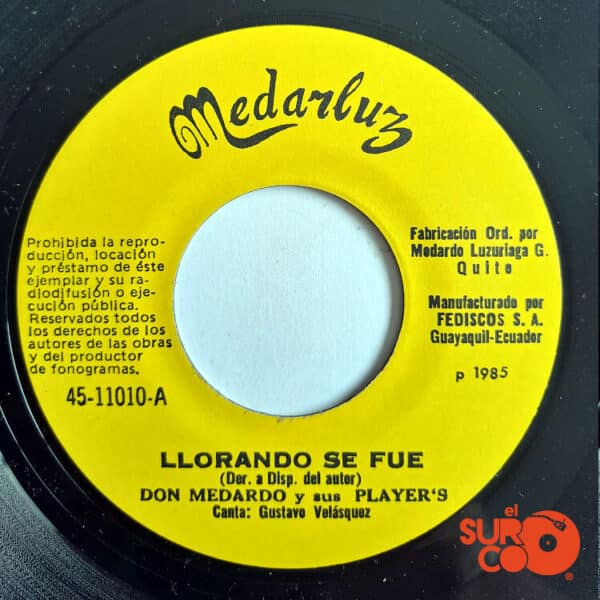 Medarluz
Prohibida la repro-
ducción, locación
y préstamo de éste
ejemplar y su ra-
diodifusión o eje-
cución pública.
Reservados todos
los derechos de los
autores de las obras
y del productor
de fonogramas.
45-11010-A
Fabricación Ord. por
Medardo Luzuriaga G.
Quito
Manufacturado por
FEDISCOS S. A.
Guayaquil-Ecuador
p 1985
LLORANDO SE FUE
(Der. a Disp. del autor)
DON MEDARDO y sus PLAYER'S
Canta: Gustavo Velásquez
el
SUR
CO
®